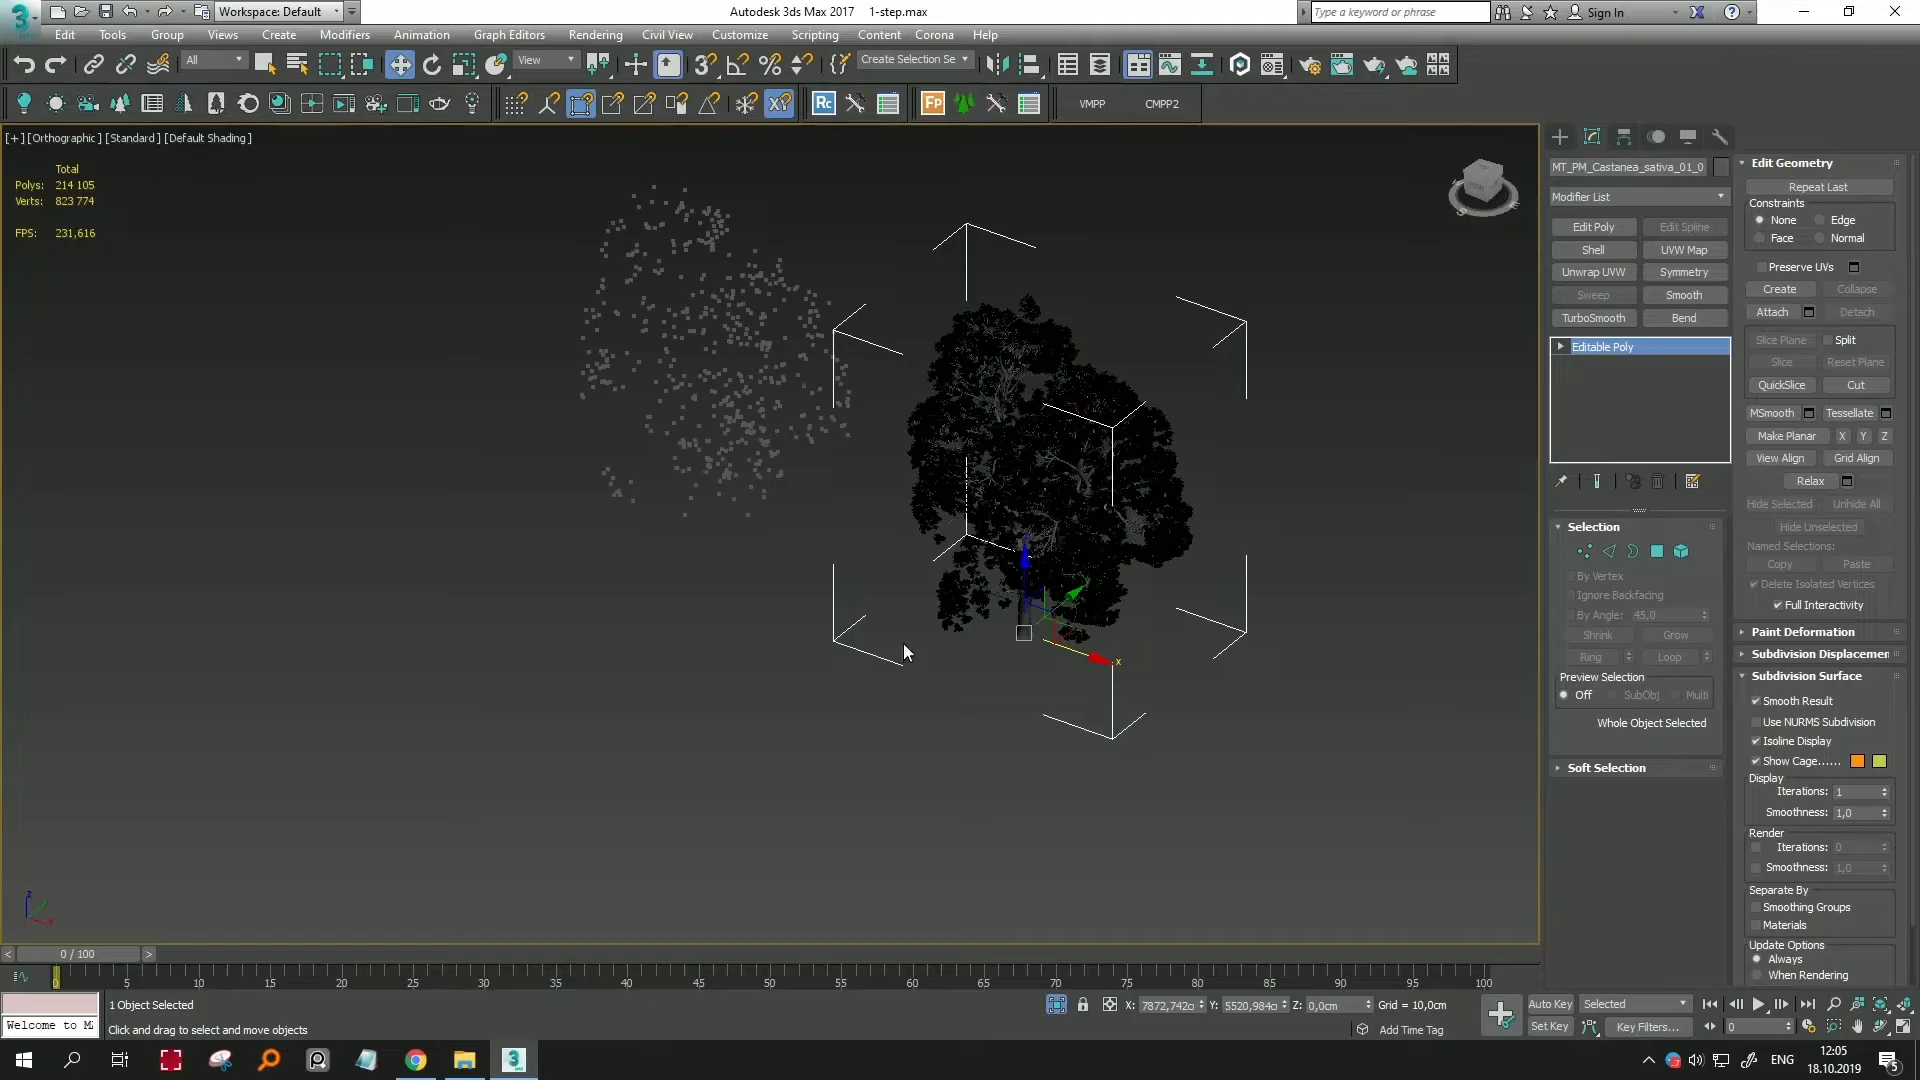 Workspace: Default
Autodesk 3ds Max 2017 1-step.max
Type a keyword or phrase
Sign In
Edit Tools Group Views Create Modifiers Animation Graph Editors Rendering Civil View Customize Scripting Content Corona Help
All
View
Create Selection Se
Rc
Fp
VMPP
CMPP2
[+] [Orthographic] [Standard] [Default Shading]
Total
Polys: 214 105
Verts: 823 774
FPS: 231,616
x
MT_PM_Castanea_sativa_01_0
Modifier List
Edit Poly Edit Spline
Shell UVW Map
Unwrap UVW Symmetry
Sweep Smooth
TurboSmooth Bend
Editable Poly
Selection
By Vertex
Ignore Backfacing
By Angle: 45,0
Shrink Grow
Ring Loop
Preview Selection
Off SubObj Multi
Whole Object Selected
Soft Selection
Edit Geometry
Repeat Last
Constraints
None Edge
Face Normal
Preserve UVs
Create Collapse
Attach Detach
Slice Plane Split
Slice Reset Plane
QuickSlice Cut
MSmooth Tessellate
Make Planar X Y Z
View Align Grid Align
Relax
Hide Selected Unhide All
Hide Unselected
Named Selections:
Copy Paste
Delete Isolated Vertices
Full Interactivity
Paint Deformation
Subdivision Displacemen
Subdivision Surface
Smooth Result
Use NURMS Subdivision
Isoline Display
Show Cage......
Display
Iterations: 1
Smoothness: 1,0
Render
Iterations: 0
Smoothness: 1,0
Separate By
Smoothing Groups
Materials
Update Options
Always
When Rendering
< 0 / 100 >
0 5 10 15 20 25 30 35 40 45 50 55 60 65 70 75 80 85 90 95 100
1 Object Selected
X: 7872,742c Y: 5520,984c Z: 0,0cm Grid = 10,0cm
Auto Key Selected
Welcome to Mi
Click and drag to select and move objects
Add Time Tag
Set Key Key Filters...
0
ENG
12:05
18.10.2019
5